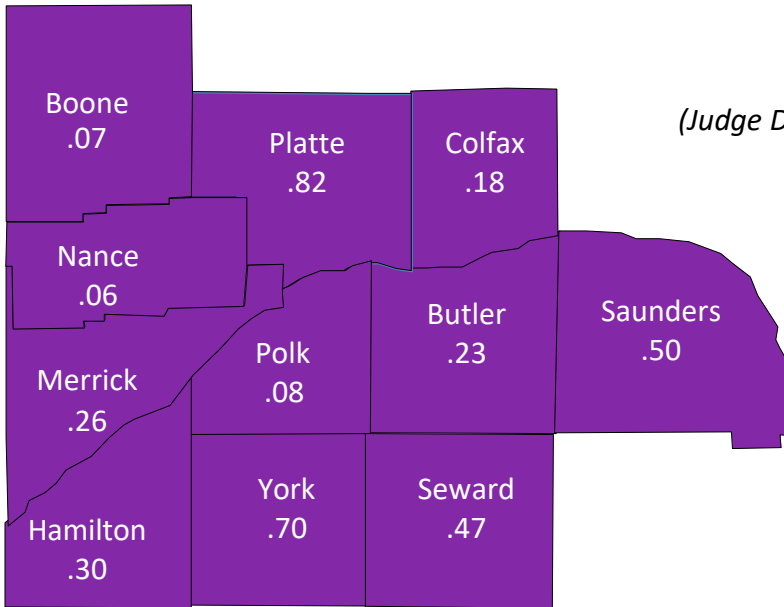 Boone
.07
Platte
.82
Colfax
.18
(Judge D
Nance
.06
Butler
.23
Saunders
.50
Merrick
.26
Polk
.08
Hamilton
.30
York
.70
Seward
.47